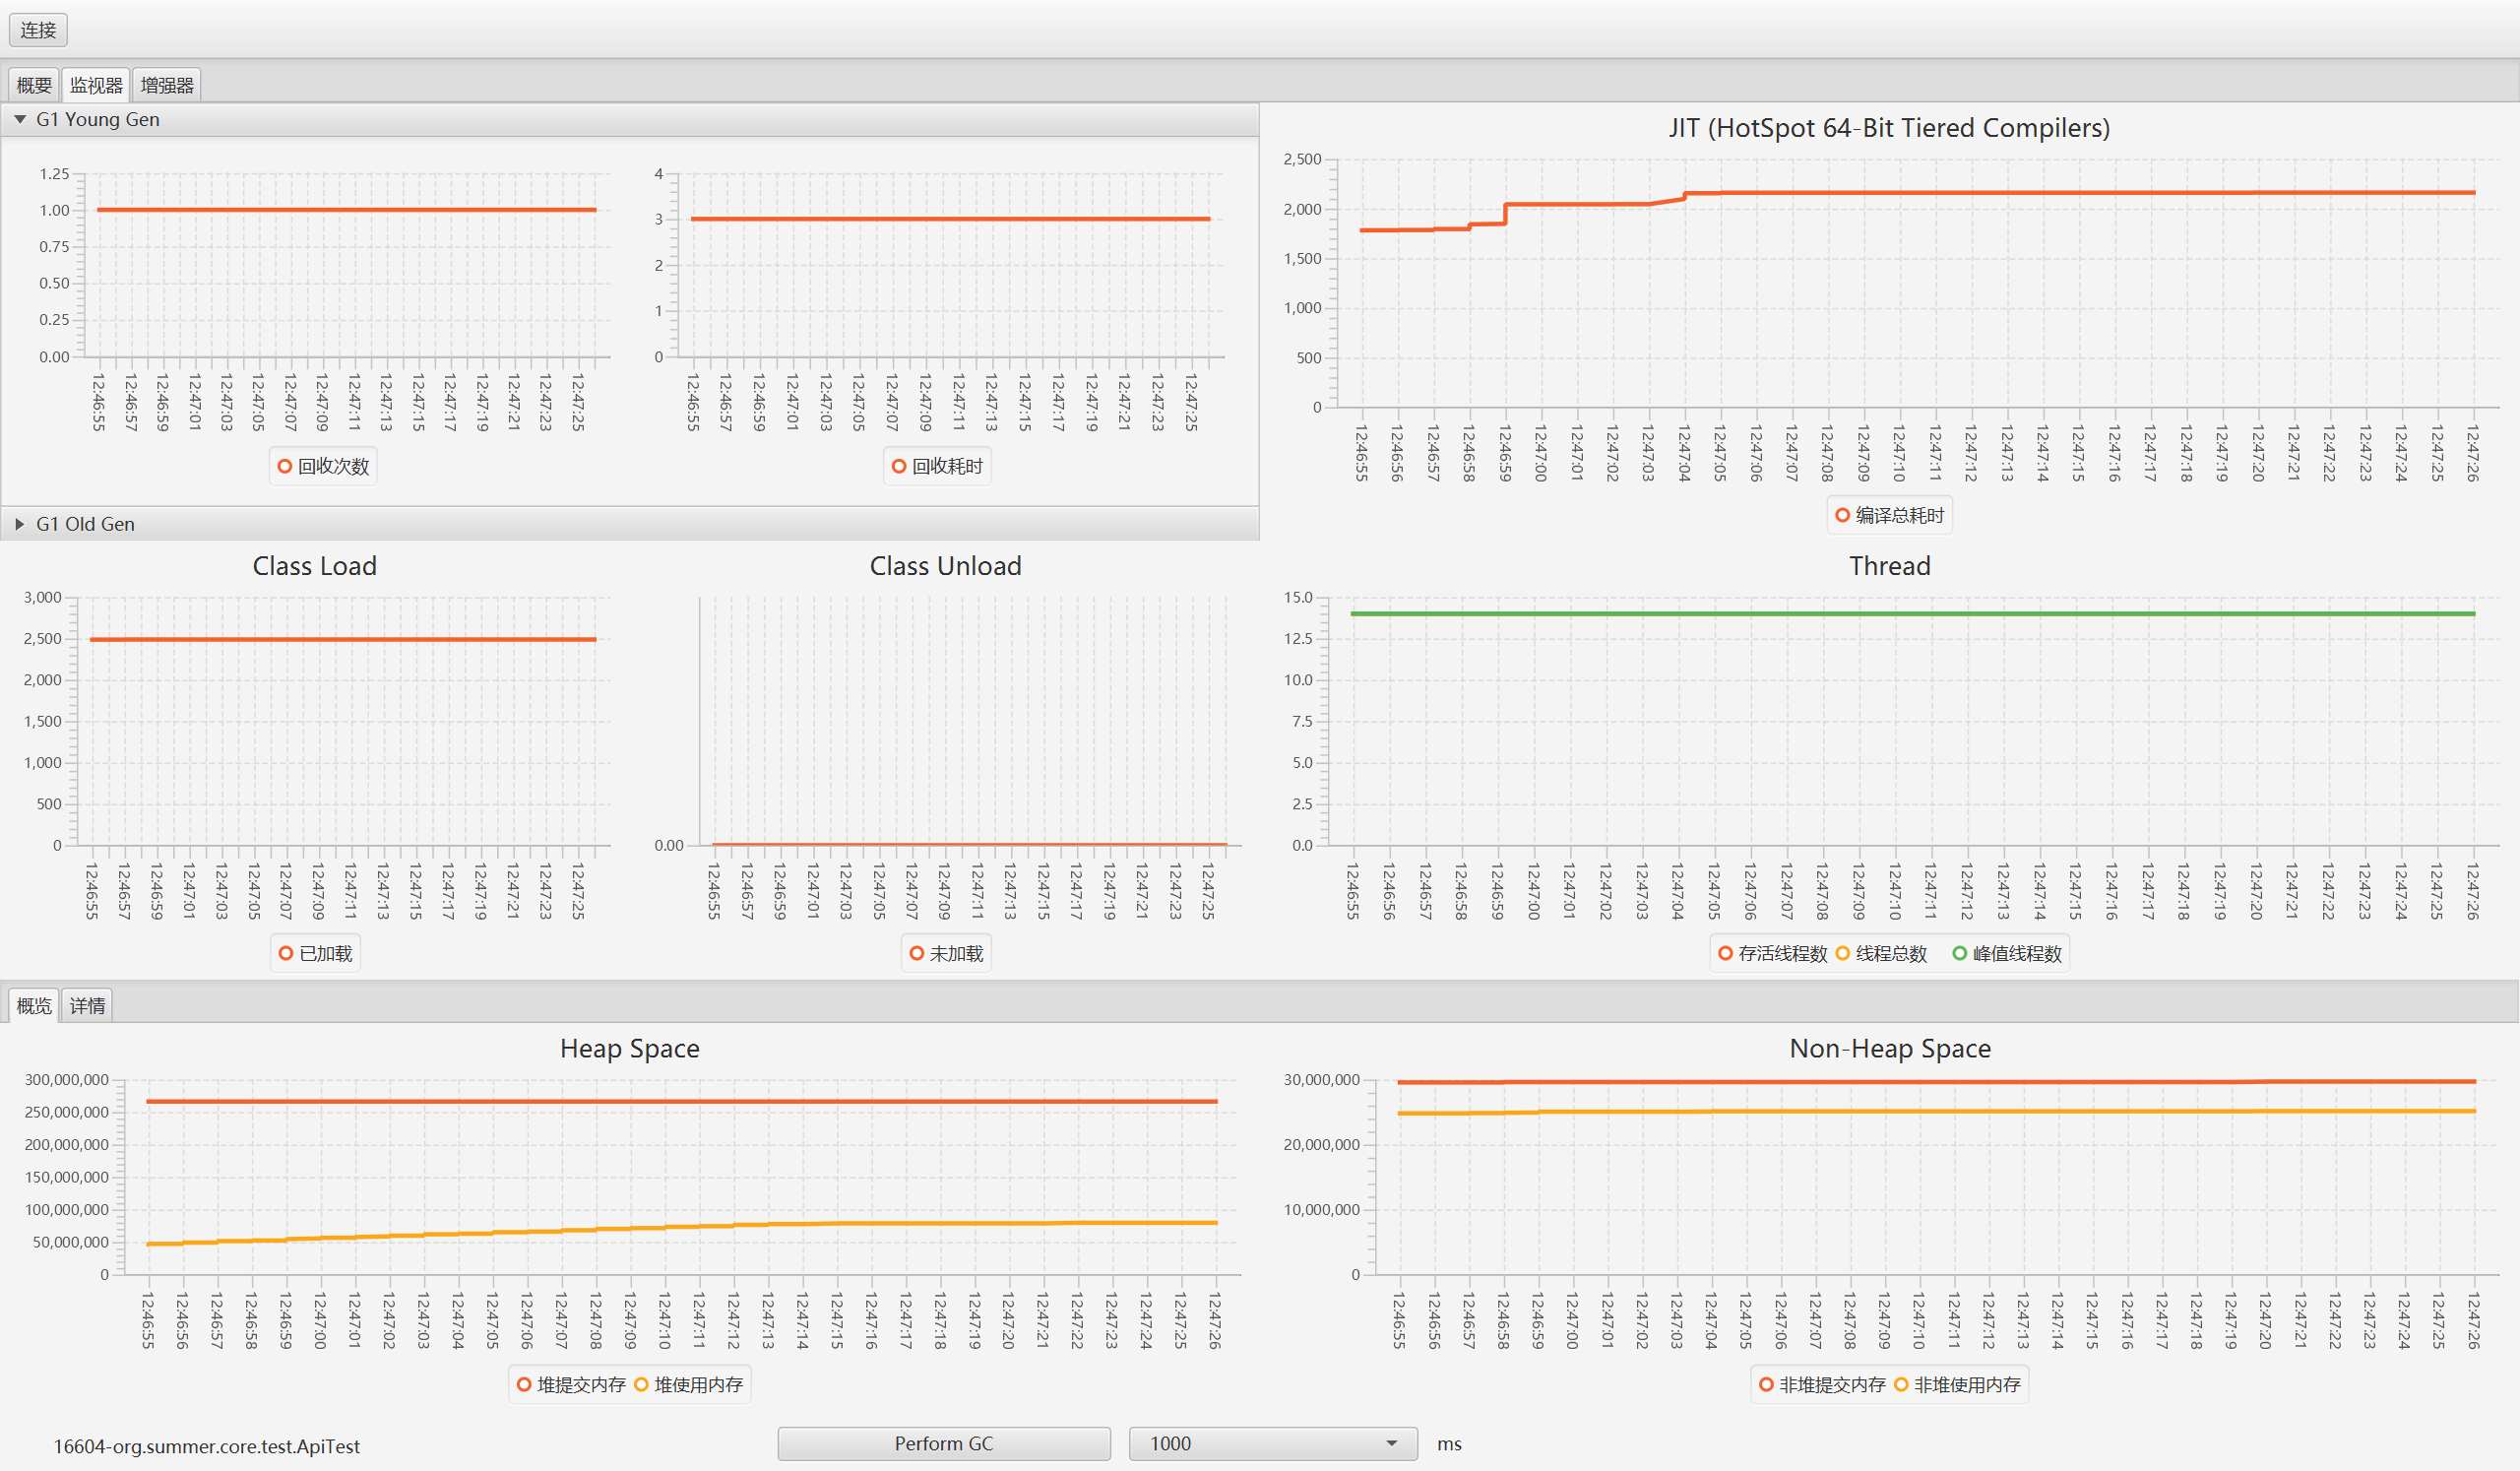 连接
概要 监视器 增强器
G1 Young Gen
1.25
1.00
0.75
0.50
0.25
0.00
12:46:55 12:46:57 12:46:59 12:47:01 12:47:03 12:47:05 12:47:07 12:47:09 12:47:11 12:47:13 12:47:15 12:47:17 12:47:19 12:47:21 12:47:23 12:47:25
回收次数
4
3
2
1
0
12:46:55 12:46:57 12:46:59 12:47:01 12:47:03 12:47:05 12:47:07 12:47:09 12:47:11 12:47:13 12:47:15 12:47:17 12:47:19 12:47:21 12:47:23 12:47:25
回收耗时
JIT (HotSpot 64-Bit Tiered Compilers)
2,500
2,000
1,500
1,000
500
0
12:46:55 12:46:56 12:46:57 12:46:58 12:46:59 12:47:00 12:47:01 12:47:02 12:47:03 12:47:04 12:47:05 12:47:06 12:47:07 12:47:08 12:47:09 12:47:10 12:47:11 12:47:12 12:47:13 12:47:14 12:47:15 12:47:16 12:47:17 12:47:18 12:47:19 12:47:20 12:47:21 12:47:22 12:47:23 12:47:24 12:47:25 12:47:26
编译总耗时
G1 Old Gen
Class Load
3,000
2,500
2,000
1,500
1,000
500
0
12:46:55 12:46:57 12:46:59 12:47:01 12:47:03 12:47:05 12:47:07 12:47:09 12:47:11 12:47:13 12:47:15 12:47:17 12:47:19 12:47:21 12:47:23 12:47:25
已加载
Class Unload
0.00
12:46:55 12:46:57 12:46:59 12:47:01 12:47:03 12:47:05 12:47:07 12:47:09 12:47:11 12:47:13 12:47:15 12:47:17 12:47:19 12:47:21 12:47:23 12:47:25
未加载
Thread
15.0
12.5
10.0
7.5
5.0
2.5
0.0
12:46:55 12:46:56 12:46:57 12:46:58 12:46:59 12:47:00 12:47:01 12:47:02 12:47:03 12:47:04 12:47:05 12:47:06 12:47:07 12:47:08 12:47:09 12:47:10 12:47:11 12:47:12 12:47:13 12:47:14 12:47:15 12:47:16 12:47:17 12:47:18 12:47:19 12:47:20 12:47:21 12:47:22 12:47:23 12:47:24 12:47:25 12:47:26
存活线程数 线程总数 峰值线程数
概览 详情
Heap Space
300,000,000
250,000,000
200,000,000
150,000,000
100,000,000
50,000,000
0
12:46:55 12:46:56 12:46:57 12:46:58 12:46:59 12:47:00 12:47:01 12:47:02 12:47:03 12:47:04 12:47:05 12:47:06 12:47:07 12:47:08 12:47:09 12:47:10 12:47:11 12:47:12 12:47:13 12:47:14 12:47:15 12:47:16 12:47:17 12:47:18 12:47:19 12:47:20 12:47:21 12:47:22 12:47:23 12:47:24 12:47:25 12:47:26
堆提交内存 堆使用内存
Non-Heap Space
30,000,000
20,000,000
10,000,000
0
12:46:55 12:46:56 12:46:57 12:46:58 12:46:59 12:47:00 12:47:01 12:47:02 12:47:03 12:47:04 12:47:05 12:47:06 12:47:07 12:47:08 12:47:09 12:47:10 12:47:11 12:47:12 12:47:13 12:47:14 12:47:15 12:47:16 12:47:17 12:47:18 12:47:19 12:47:20 12:47:21 12:47:22 12:47:23 12:47:24 12:47:25 12:47:26
非堆提交内存 非堆使用内存
16604-org.summer.core.test.ApiTest
Perform GC
1000
ms